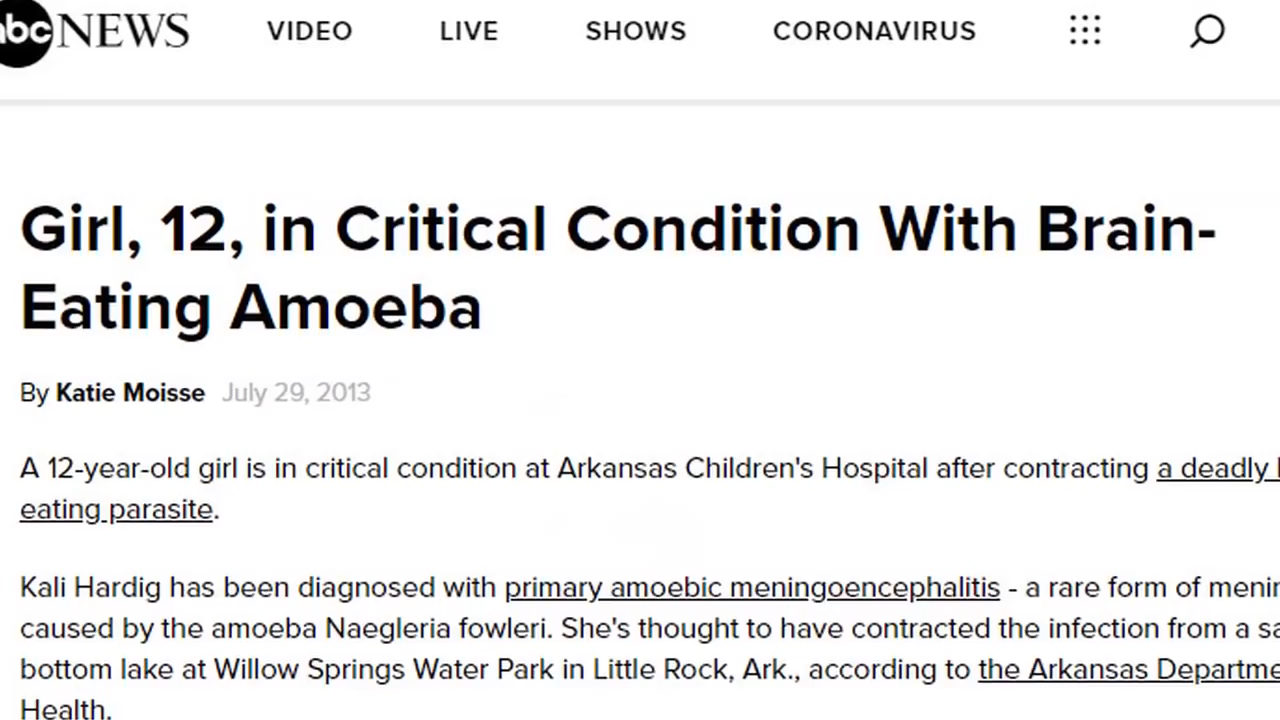 abc NEWS VIDEO LIVE SHOWS CORONAVIRUS
Girl, 12, in Critical Condition With Brain-
Eating Amoeba
By Katie Moisse July 29, 2013
A 12-year-old girl is in critical condition at Arkansas Children's Hospital after contracting a deadly
eating parasite.
Kali Hardig has been diagnosed with primary amoebic meningoencephalitis - a rare form of
caused by the amoeba Naegleria fowleri. She's thought to have contracted the infection from a
bottom lake at Willow Springs Water Park in Little Rock, Ark., according to the Arkansas
Health.